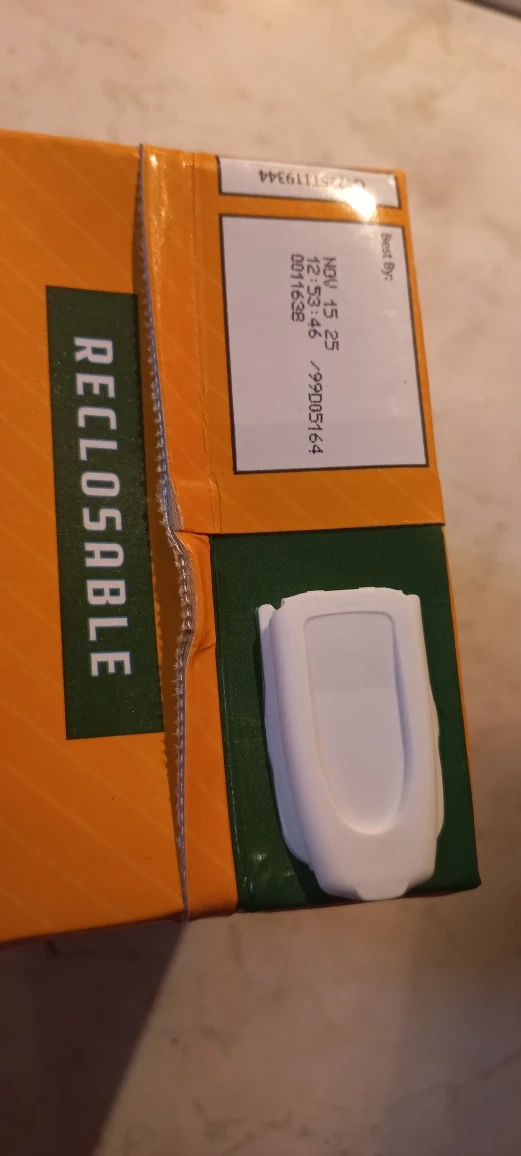 Best By:
NOV 15 25
12:53:46 /99D05164
0011638
RECLOSABLE